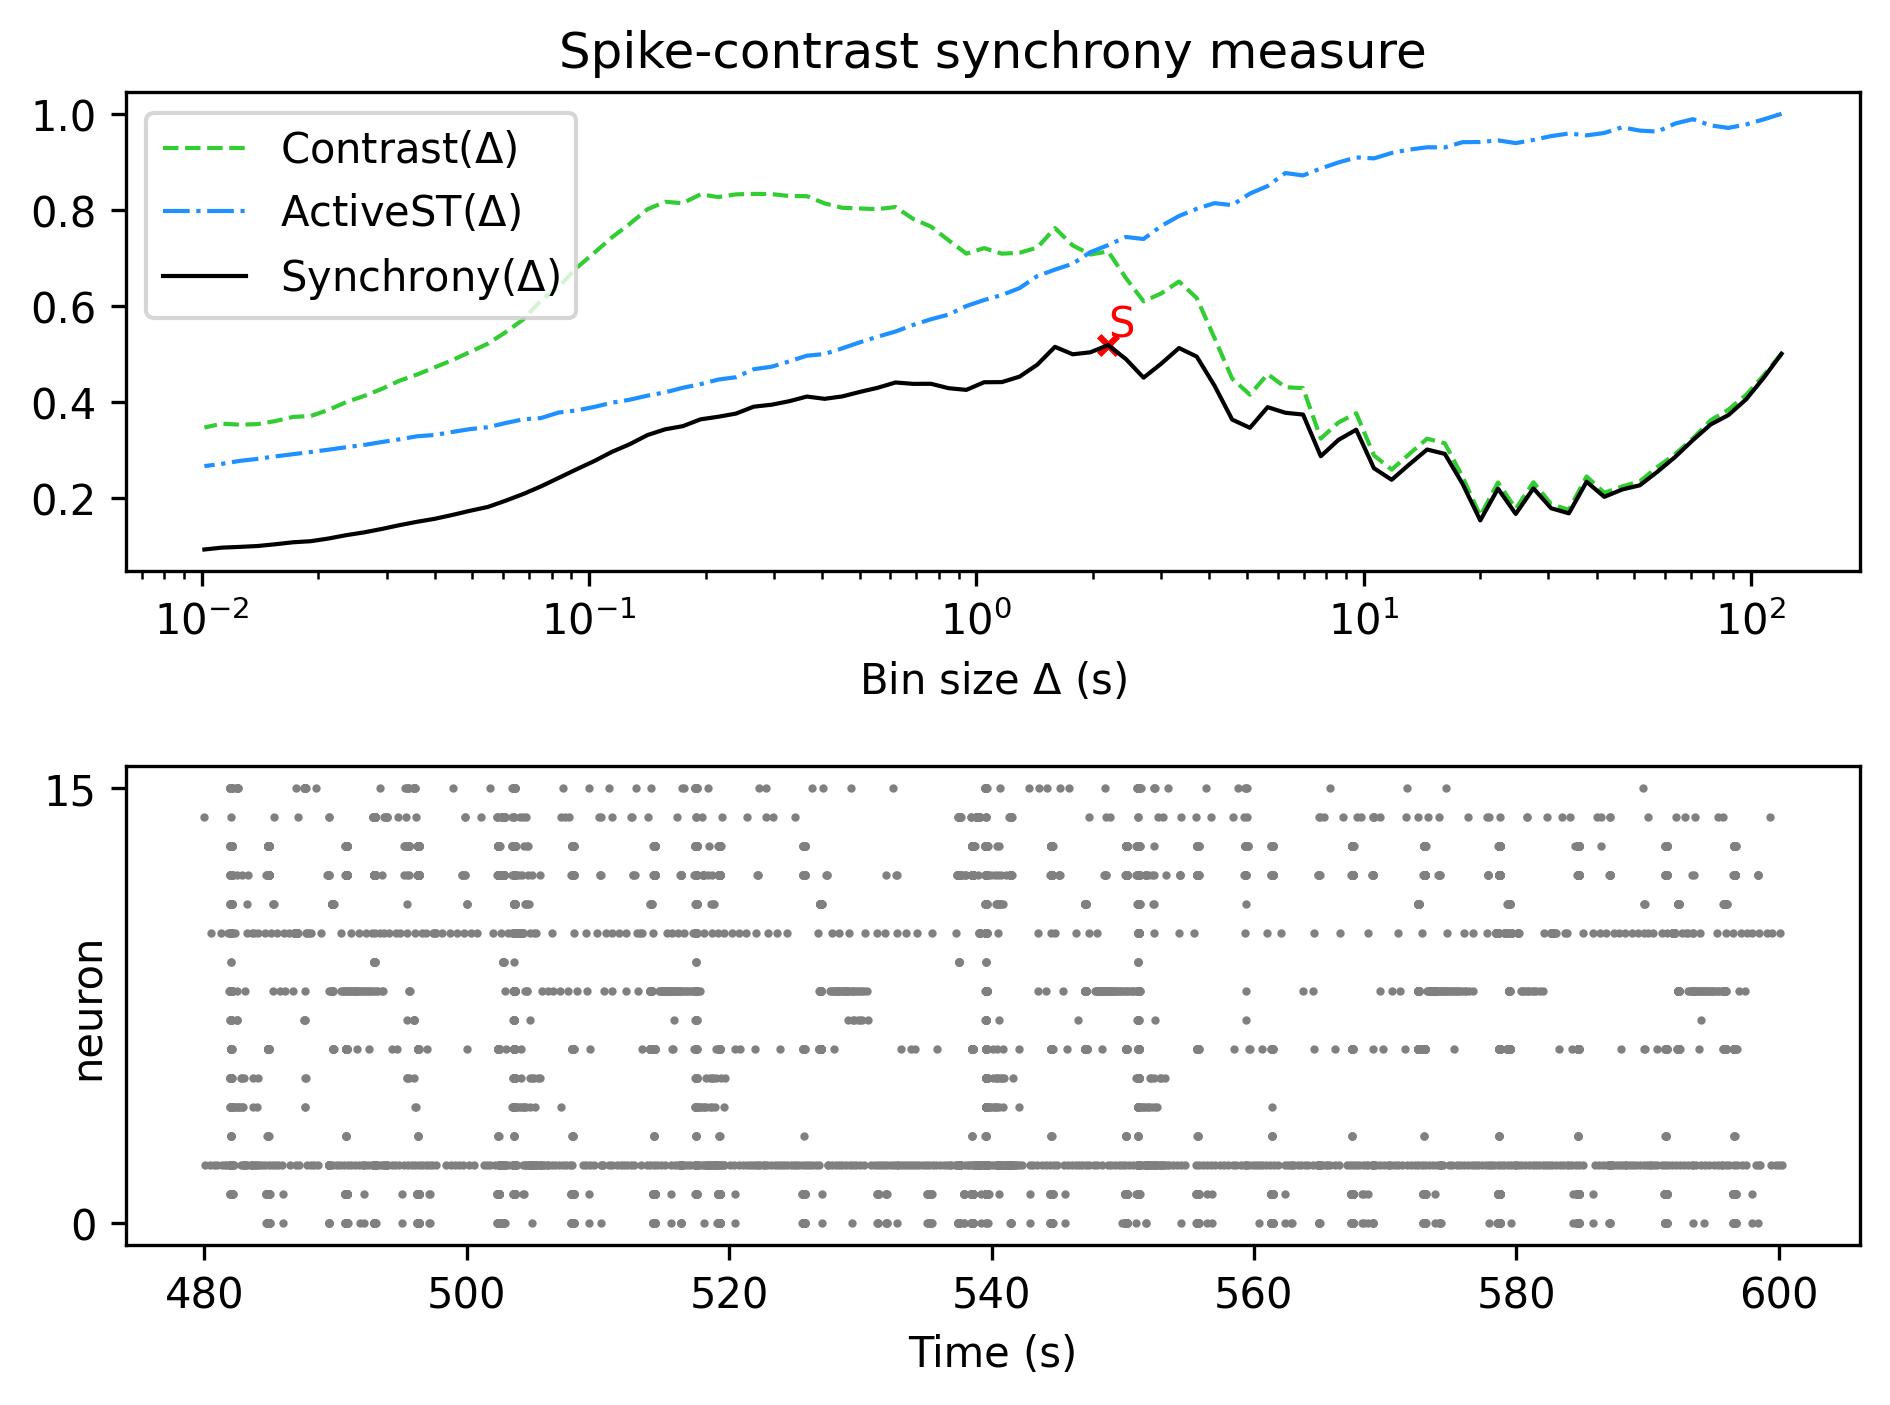 Spike-contrast synchrony measure
1.0
0.8
0.6
0.4
0.2
Contrast(Δ)
ActiveST(Δ)
Synchrony(Δ)
S
10⁻² 10⁻¹ 10⁰ 10¹ 10²
Bin size Δ (s)
15
0
neuron
480 500 520 540 560 580 600
Time (s)